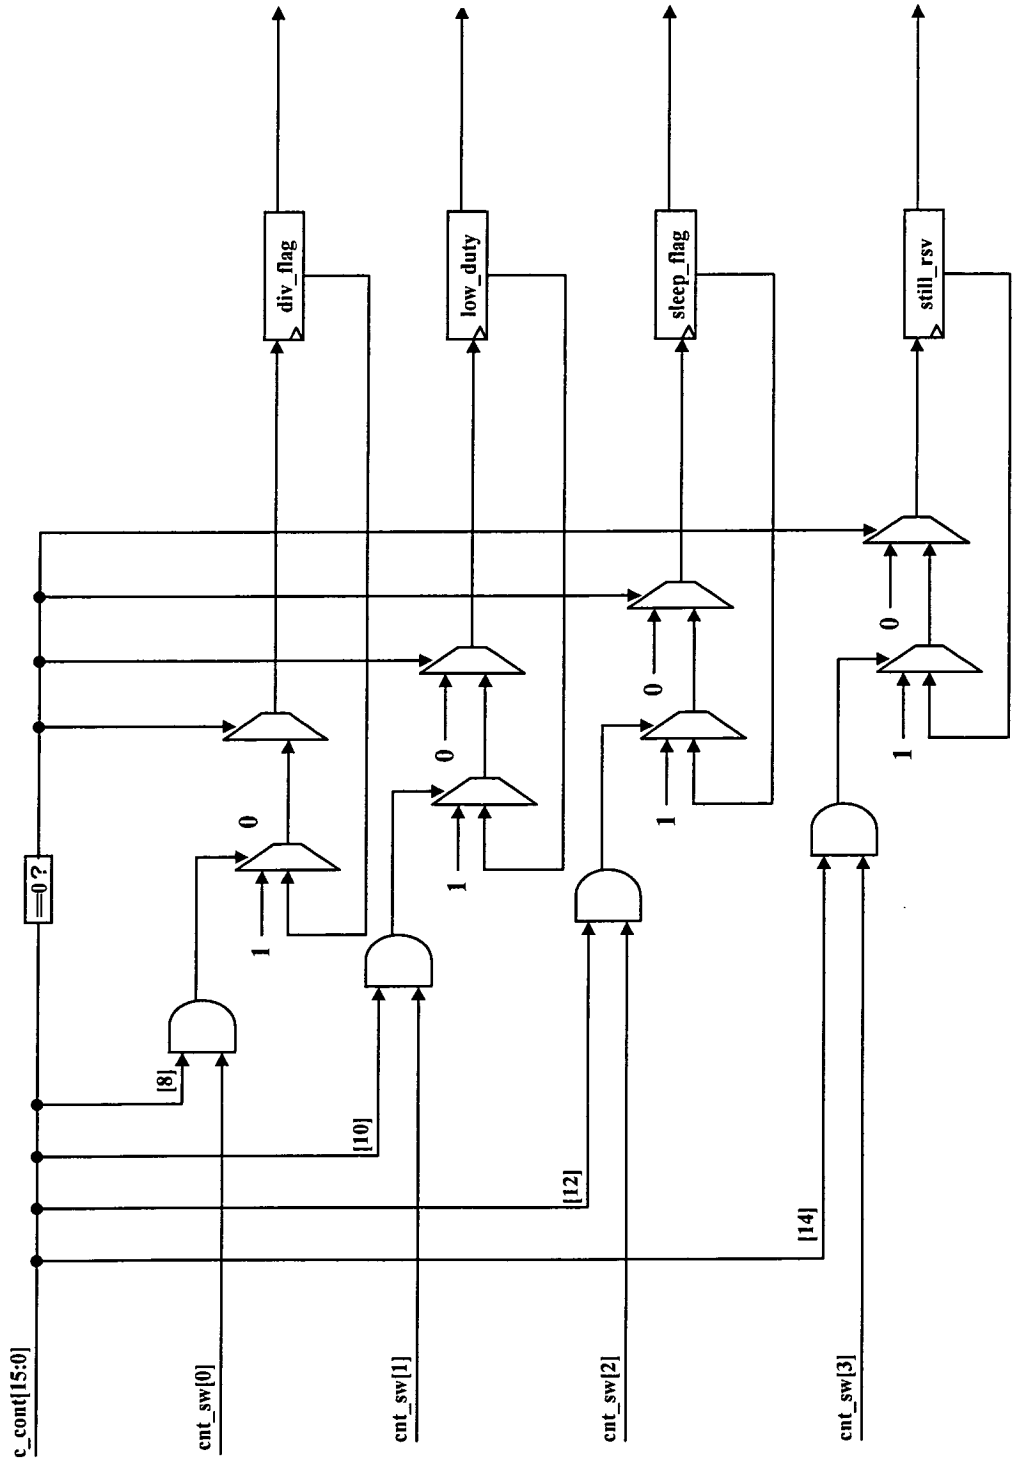 c_cont[15:0]
==0 ?
[8]
cnt_sw[0]
1
0
div_flag
[10]
cnt_sw[1]
1
0
low_duty
[12]
cnt_sw[2]
1
0
sleep_flag
[14]
cnt_sw[3]
1
0
still_rsv